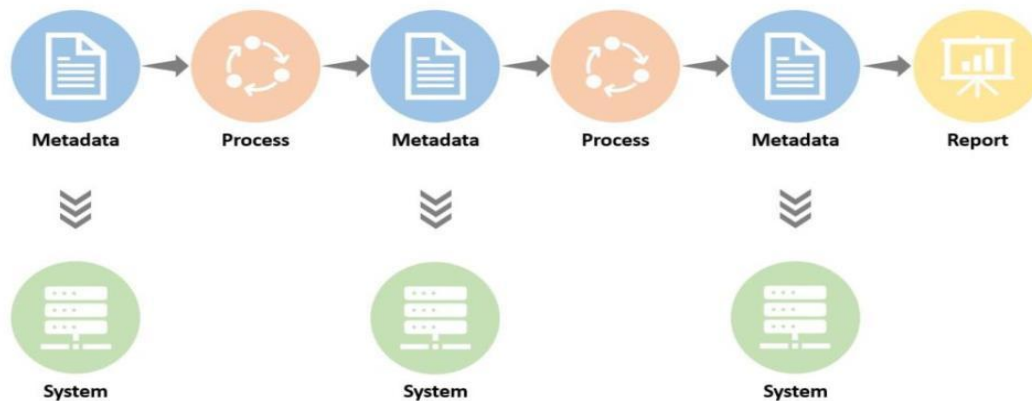 Metadata
Process
Metadata
Process
Metadata
Report
System
System
System